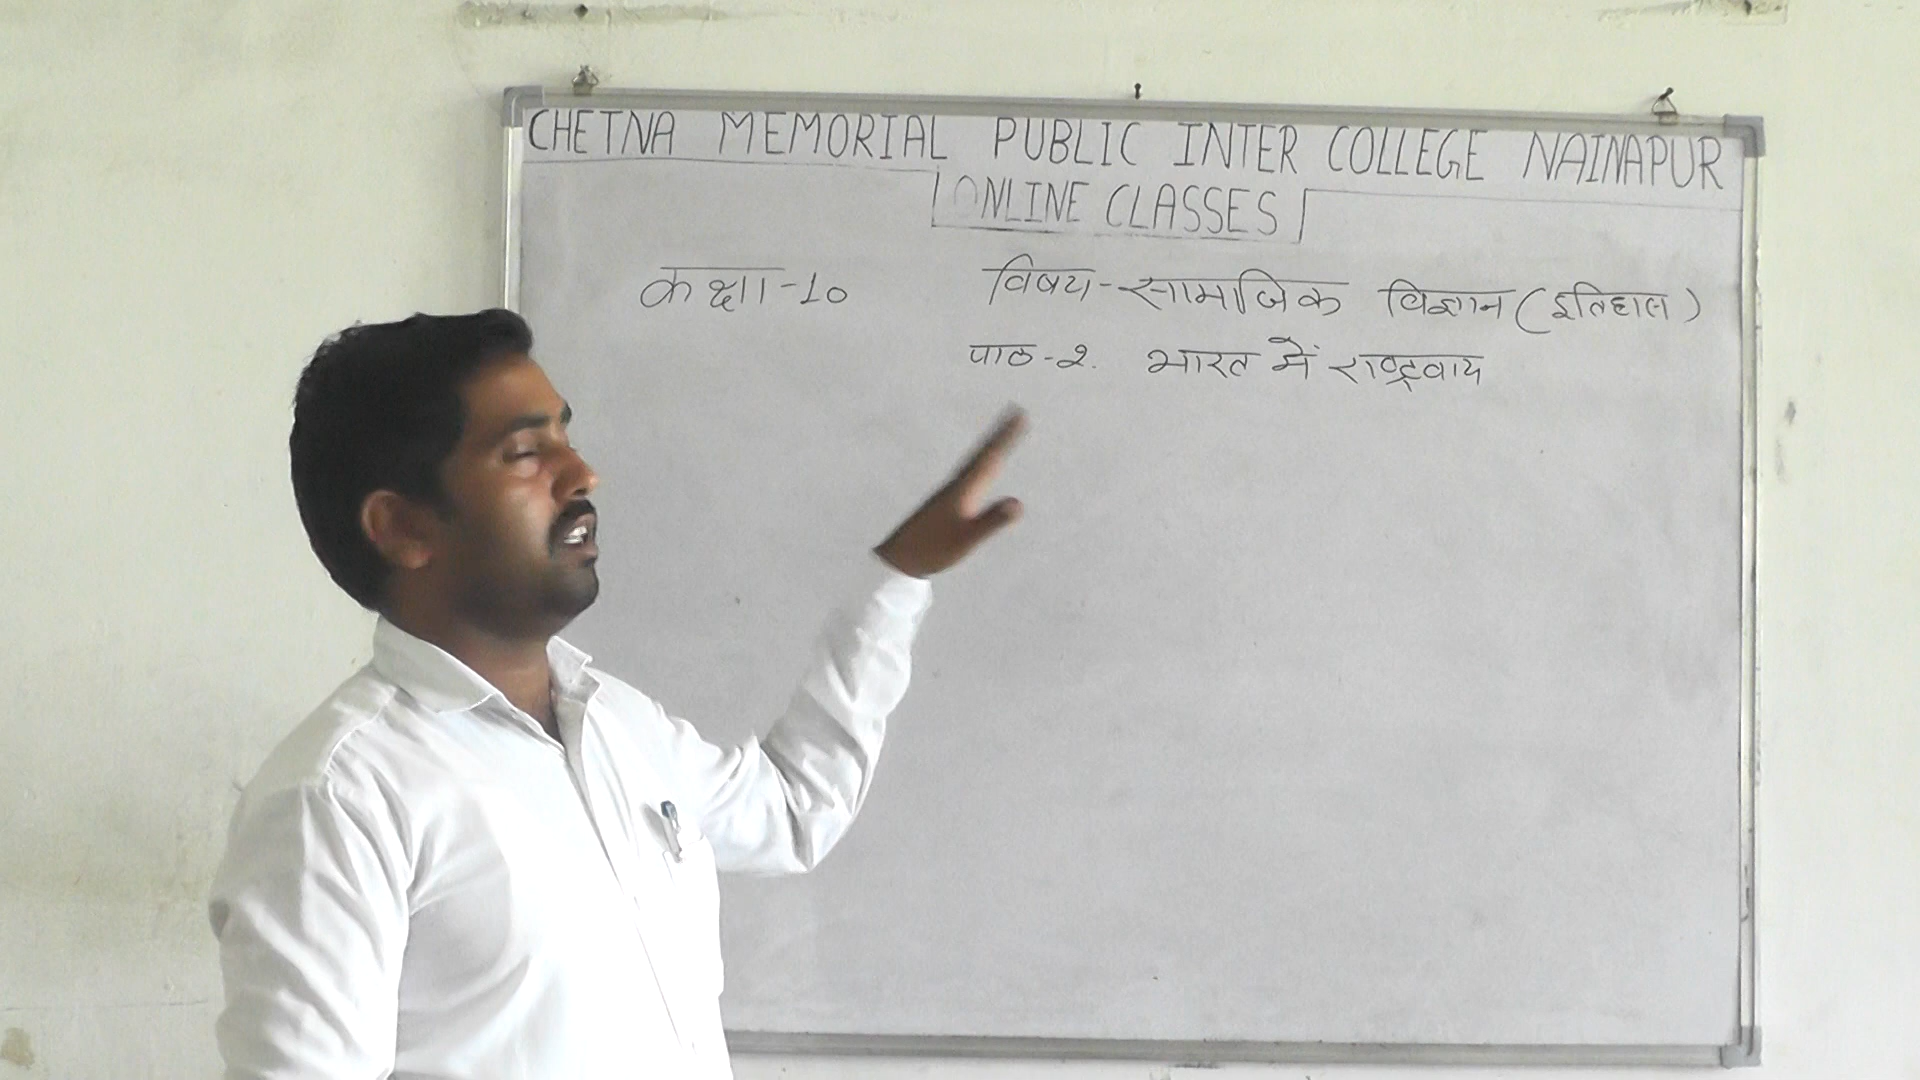 CHETNA MEMORIAL PUBLIC INTER COLLEGE NAINAPUR
ONLINE CLASSES
कक्षा-10 विषय-सामाजिक विज्ञान (इतिहास)
पाठ-2. भारत में राष्ट्रवाद